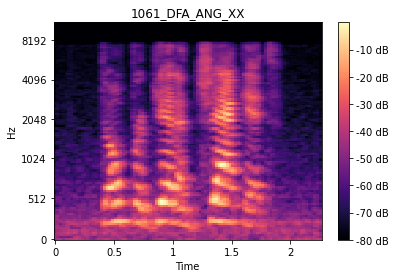 1061_DFA_ANG_XX
8192
4096
2048
1024
512
0
Hz
0 0.5 1 1.5 2
Time
-10 dB
-20 dB
-30 dB
-40 dB
-50 dB
-60 dB
-70 dB
-80 dB